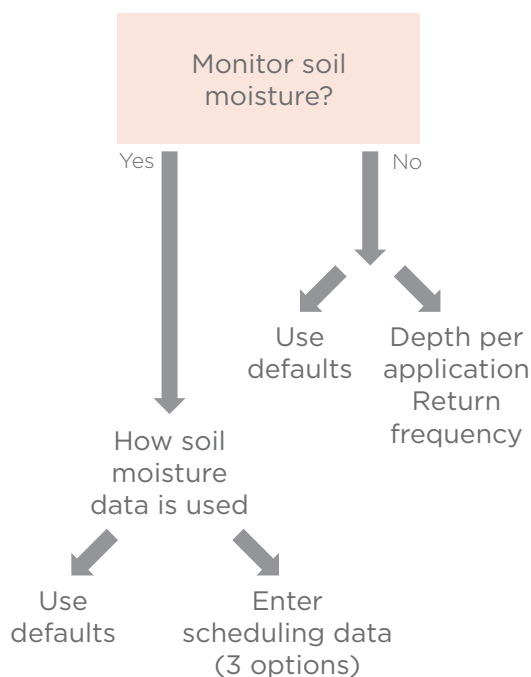 Monitor soil
moisture?
Yes
No
Use
defaults
Depth per
application
Return
frequency
How soil
moisture
data is used
Use
defaults
Enter
scheduling data
(3 options)